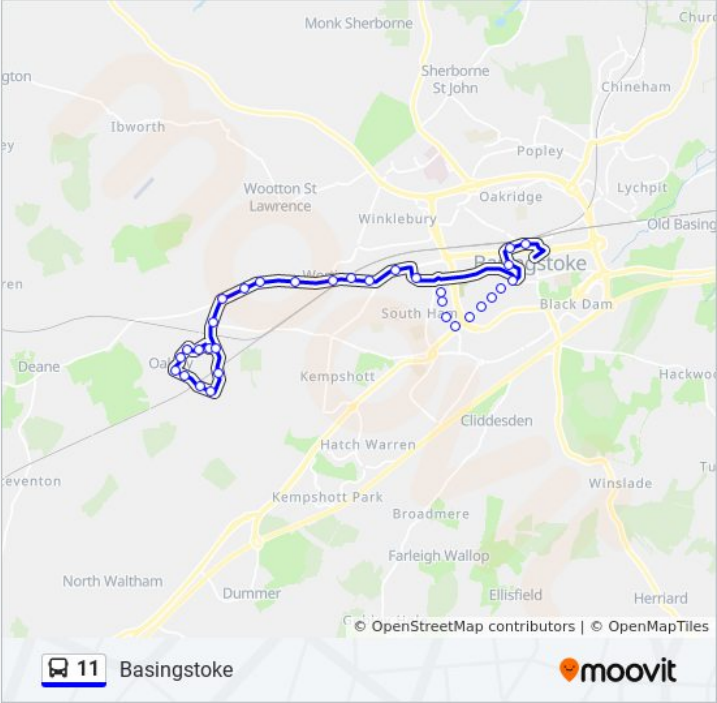 Monk Sherborne
Sherborne
St John
Chineham
Ibworth
Popley
Wootton St
Lawrence
Oakridge
Lychpit
Winklebury
Old Basing
Basingstoke
South Ham
Black Dam
Deane
Kempshott
Cliddesden
Hatch Warren
Kempshott Park
Winslade
Broadmere
Farleigh Wallop
North Waltham
Dummer
Ellisfield
Herriard
© OpenStreetMap contributors | © OpenMapTiles
11 Basingstoke
moovit